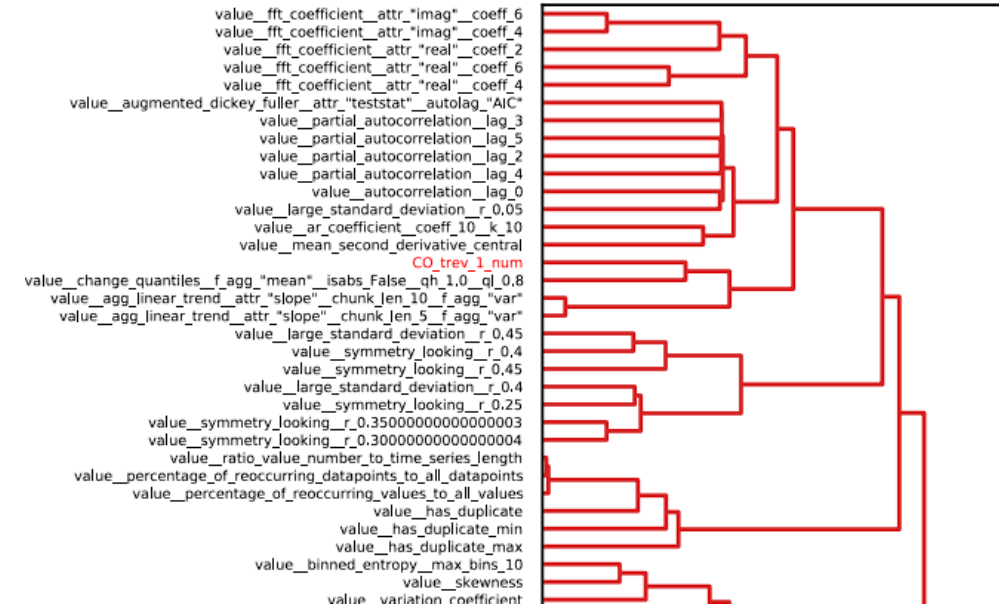 value__fft_coefficient__attr_"imag"__coeff_6
value__fft_coefficient__attr_"imag"__coeff_4
value__fft_coefficient__attr_"real"__coeff_2
value__fft_coefficient__attr_"real"__coeff_6
value__fft_coefficient__attr_"real"__coeff_4
value__augmented_dickey_fuller__attr_"teststat"__autolag_"AIC"
value__partial_autocorrelation__lag_3
value__partial_autocorrelation__lag_5
value__partial_autocorrelation__lag_2
value__partial_autocorrelation__lag_4
value__autocorrelation__lag_0
value__large_standard_deviation__r_0.05
value__ar_coefficient__coeff_10__k_10
value__mean_second_derivative_central
CO_trev_1_num
value__change_quantiles__f_agg_"mean"__isabs_False__qh_1.0__ql_0.8
value__agg_linear_trend__attr_"slope"__chunk_len_10__f_agg_"var"
value__agg_linear_trend__attr_"slope"__chunk_len_5__f_agg_"var"
value__large_standard_deviation__r_0.45
value__symmetry_looking__r_0.4
value__symmetry_looking__r_0.45
value__large_standard_deviation__r_0.4
value__symmetry_looking__r_0.25
value__symmetry_looking__r_0.35000000000000003
value__symmetry_looking__r_0.30000000000000004
value__ratio_value_number_to_time_series_length
value__percentage_of_reoccurring_datapoints_to_all_datapoints
value__percentage_of_reoccurring_values_to_all_values
value__has_duplicate
value__has_duplicate_min
value__has_duplicate_max
value__binned_entropy__max_bins_10
value__skewness
value__variation_coefficient